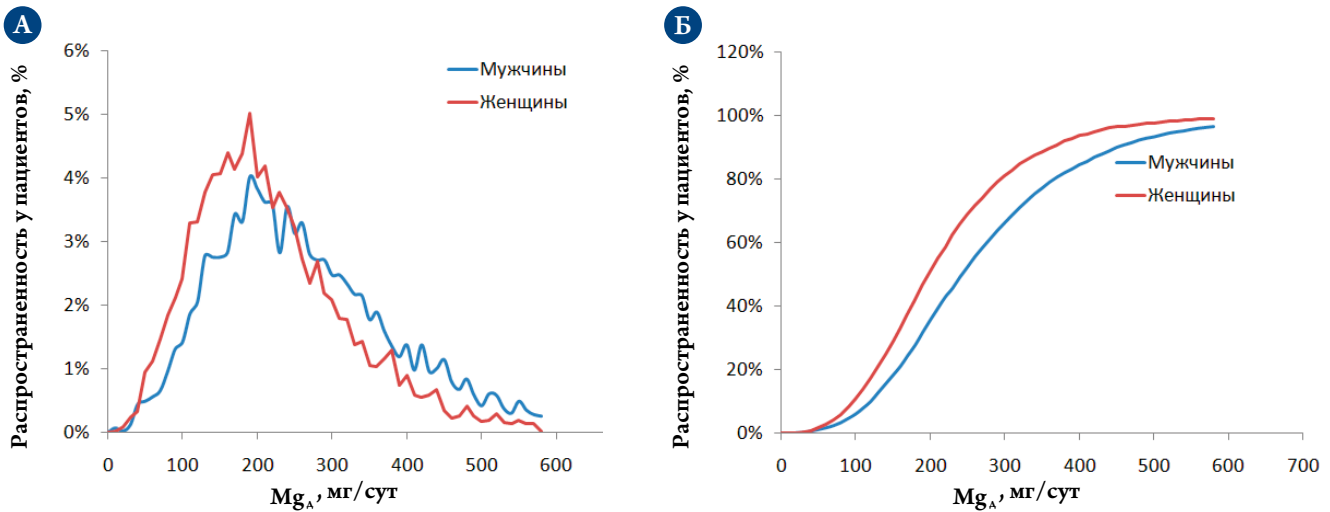 А
Распространенность у пациентов, %
6%
5%
4%
3%
2%
1%
0%
Мужчины
Женщины
0 100 200 300 400 500 600
Mg_A, мг/сут
Б
Распространенность у пациентов, %
120%
100%
80%
60%
40%
20%
0%
Мужчины
Женщины
0 100 200 300 400 500 600 700
Mg_A, мг/сут